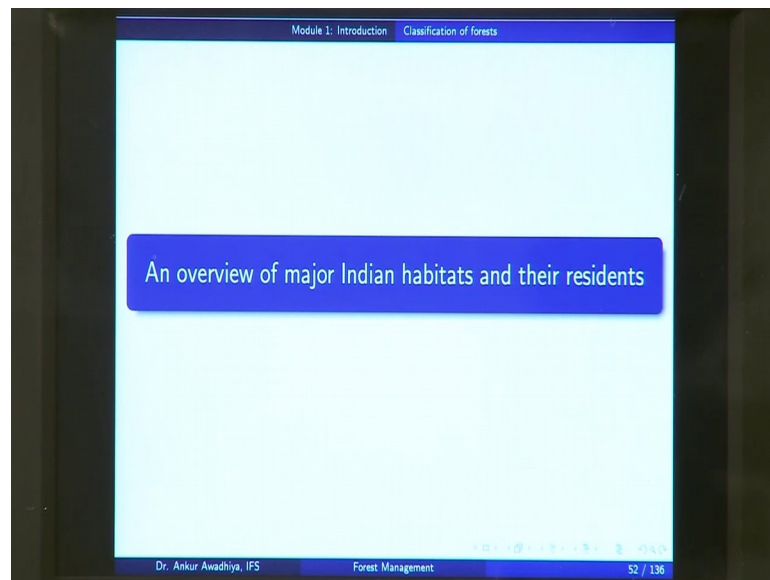 Module 1: Introduction Classification of forests
An overview of major Indian habitats and their residents
Dr. Ankur Awadhiya, IFS Forest Management 52 / 136